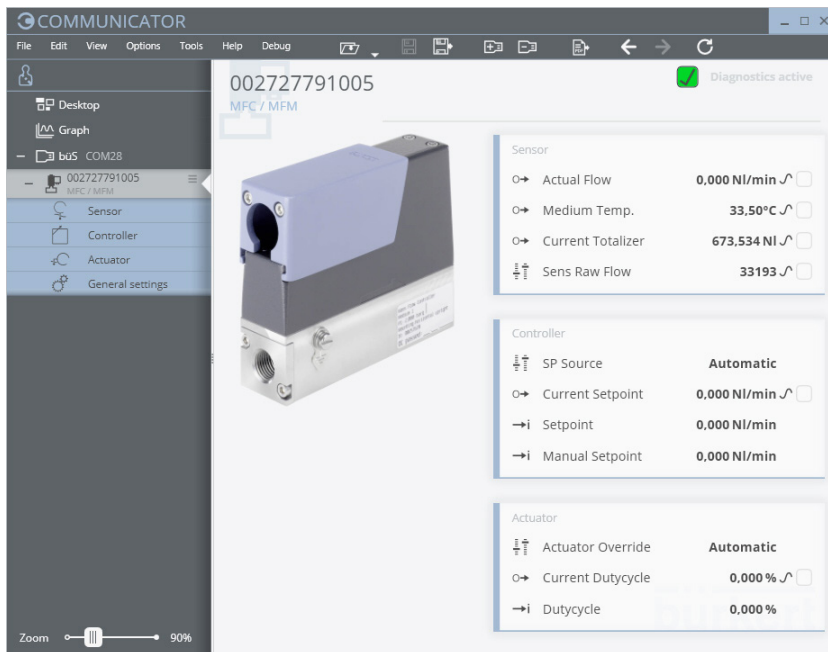 COMMUNICATOR
File Edit View Options Tools Help Debug
Desktop
Graph
büS COM28
002727791005
MFC / MFM
Sensor
Controller
Actuator
General settings
Zoom 90%
002727791005
MFC / MFM
Diagnostics active
Sensor
Actual Flow 0,000 Nl/min
Medium Temp. 33,50°C
Current Totalizer 673,534 Nl
Sens Raw Flow 33193
Controller
SP Source Automatic
Current Setpoint 0,000 Nl/min
Setpoint 0,000 Nl/min
Manual Setpoint 0,000 Nl/min
Actuator
Actuator Override Automatic
Current Dutycycle 0,000 %
Dutycycle 0,000 %
bürkert